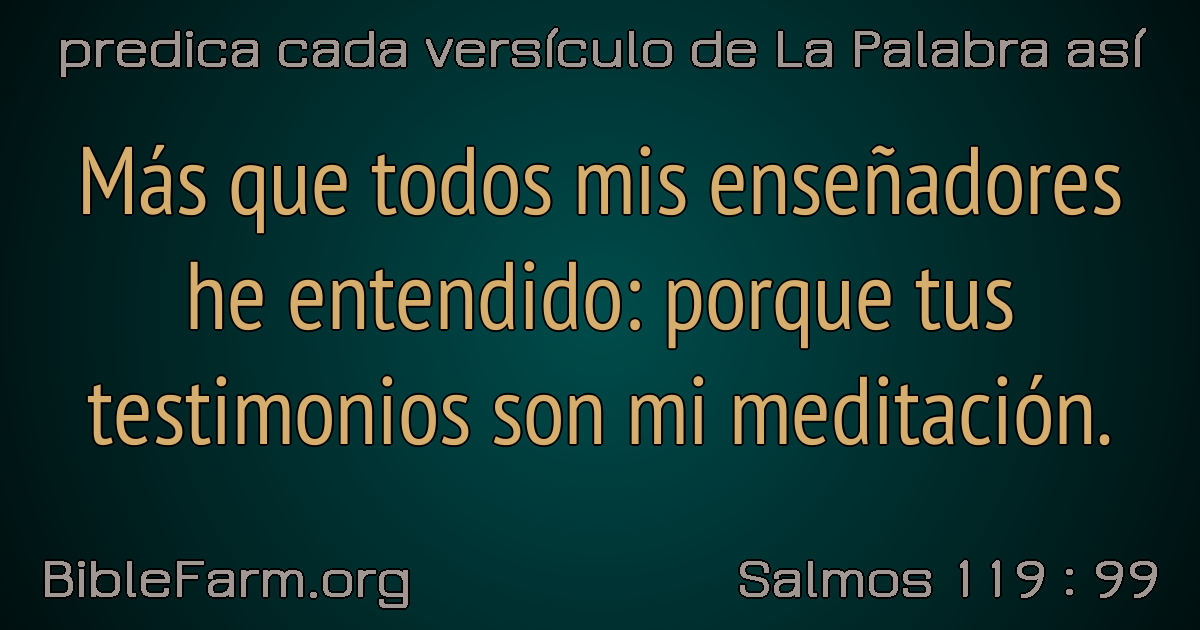 predica cada versículo de La Palabra así
Más que todos mis enseñadores
he entendido: porque tus
testimonios son mi meditación.
BibleFarm.org
Salmos 119 : 99